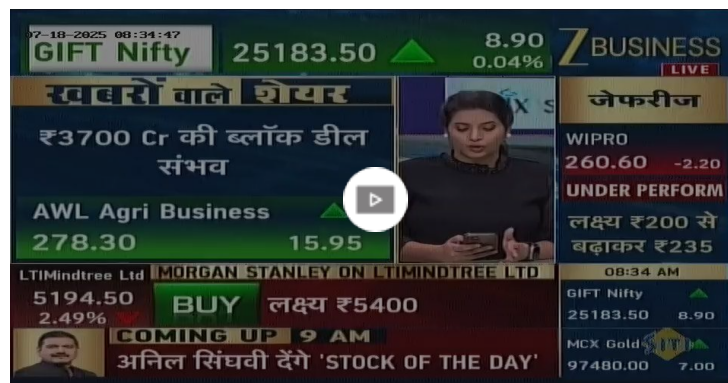 07-18-2025 08:34:47
GIFT Nifty
25183.50
8.90
0.04%
Z BUSINESS
LIVE
खबरों वाले शेयर
₹3700 Cr की ब्लॉक डील
संभव
AWL Agri Business
278.30
15.95
जेफरीज
WIPRO
260.60 -2.20
UNDER PERFORM
लक्ष्य ₹200 से
बढ़ाकर ₹235
LTIMindtree Ltd
MORGAN STANLEY ON LTIMINDTREE LTD
5194.50
2.49%
BUY
लक्ष्य ₹5400
08:34 AM
GIFT Nifty
25183.50 8.90
MCX Gold
97480.00 7.00
COMING UP 9 AM
अनिल सिंघवी देंगे 'STOCK OF THE DAY'